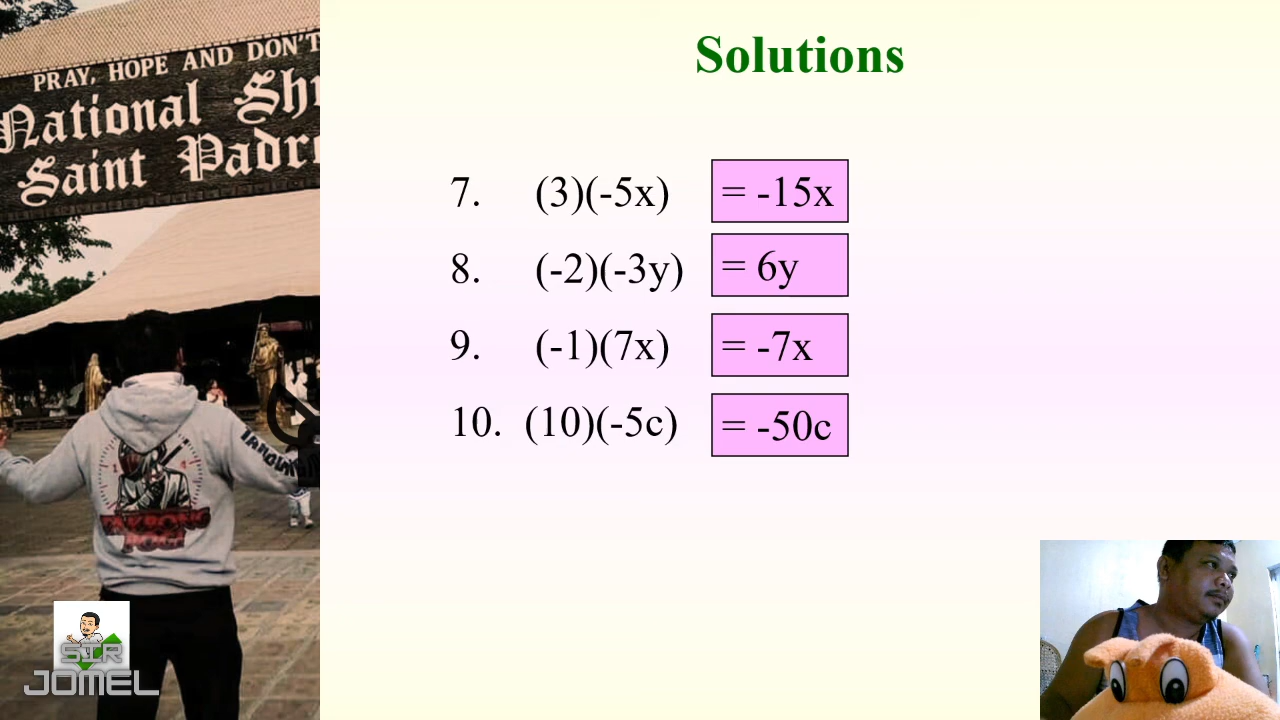 PRAY, HOPE AND DON'T
National Sh
Saint Padr
SIR
JOMEL
Solutions
7. (3)(-5x) = -15x
8. (-2)(-3y) = 6y
9. (-1)(7x) = -7x
10. (10)(-5c) = -50c